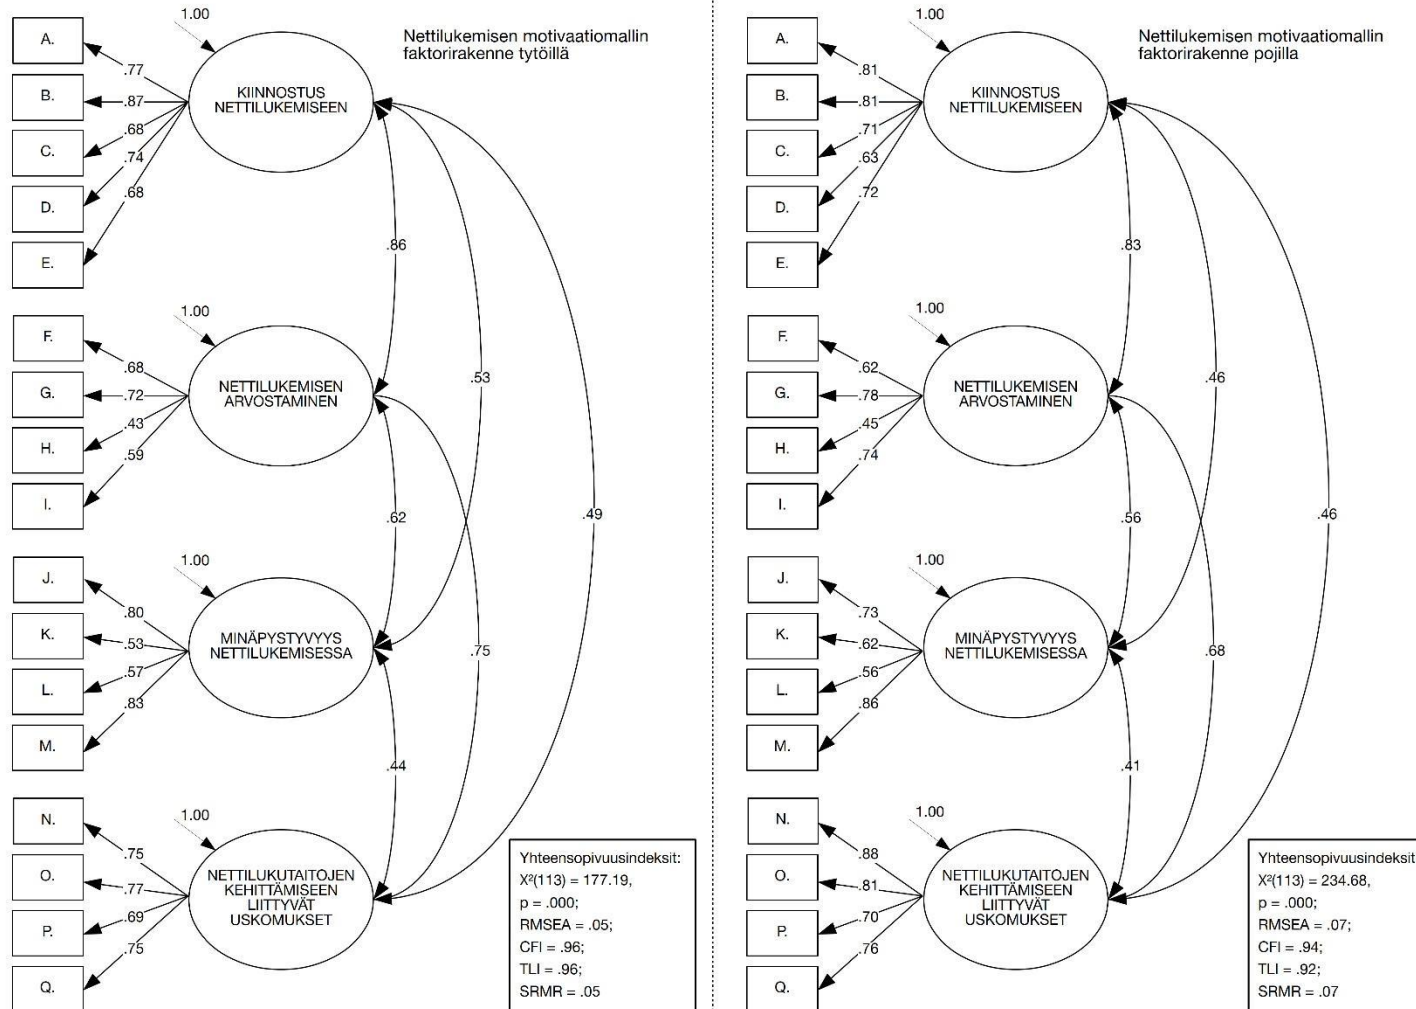 Nettilukemisen motivaatiomallin
faktorirakenne tytöillä
1.00
A.
B.
C.
D.
E.
.77
.87
.68
.74
.68
KIINNOSTUS
NETTILUKEMISEEN
.86
.53
.49
1.00
F.
G.
H.
I.
.68
.72
.43
.59
NETTILUKEMISEN
ARVOSTAMINEN
.62
.75
1.00
J.
K.
L.
M.
.80
.53
.57
.83
MINÄPYSTYVYYS
NETTILUKEMISESSA
.44
1.00
N.
O.
P.
Q.
.75
.77
.69
.75
NETTILUKUTAITOJEN
KEHITTÄMISEEN
LIITTYVÄT
USKOMUKSET
Yhteensopivuusindeksit:
X²(113) = 177.19,
p = .000;
RMSEA = .05;
CFI = .96;
TLI = .96;
SRMR = .05
Nettilukemisen motivaatiomallin
faktorirakenne pojilla
1.00
A.
B.
C.
D.
E.
.81
.81
.71
.63
.72
KIINNOSTUS
NETTILUKEMISEEN
.83
.46
.46
1.00
F.
G.
H.
I.
.62
.78
.45
.74
NETTILUKEMISEN
ARVOSTAMINEN
.56
.68
1.00
J.
K.
L.
M.
.73
.62
.56
.86
MINÄPYSTYVYYS
NETTILUKEMISESSA
.41
1.00
N.
O.
P.
Q.
.88
.81
.70
.76
NETTILUKUTAITOJEN
KEHITTÄMISEEN
LIITTYVÄT
USKOMUKSET
Yhteensopivuusindeksit
X²(113) = 234.68,
p = .000;
RMSEA = .07;
CFI = .94;
TLI = .92;
SRMR = .07